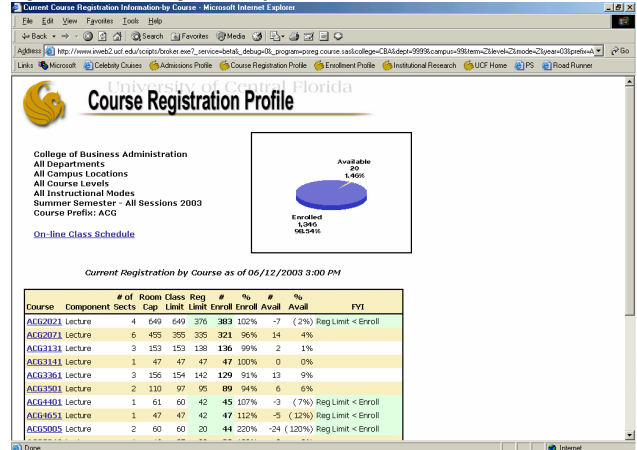 Current Course Registration Information-by Course - Microsoft Internet Explorer
File Edit View Favorites Tools Help
Back Search Favorites Media
Address http://www.irweb2.ucf.edu/scripts/broker.exe?_service=beta&_debug=0&_program=psreg.course.sas&college=CBA&dept=9999&campus=99&term=Z&level=Z&mode=Z&year=03&prefix=A Go
Links Microsoft Celebrity Cruises Admissions Profile Course Registration Profile Enrollment Profile Institutional Research UCF Home PS Road Runner
University of Central Florida
Course Registration Profile
College of Business Administration
All Departments
All Campus Locations
All Course Levels
All Instructional Modes
Summer Semester - All Sessions 2003
Course Prefix: ACG
On-line Class Schedule
Available
20
1.46%
Enrolled
1,346
98.54%
Current Registration by Course as of 06/12/2003 3:00 PM
# of Room Class Reg # % # %
Course Component Sects Cap Limit Limit Enroll Enroll Avail Avail FYI
ACG2021 Lecture 4 649 649 376 383 102% -7 ( 2%) Reg Limit < Enroll
ACG2071 Lecture 6 455 355 335 321 96% 14 4%
ACG3131 Lecture 3 153 153 138 136 99% 2 1%
ACG3141 Lecture 1 47 47 47 47 100% 0 0%
ACG3361 Lecture 3 156 154 142 129 91% 13 9%
ACG3501 Lecture 2 110 97 95 89 94% 6 6%
ACG4401 Lecture 1 61 60 42 45 107% -3 ( 7%) Reg Limit < Enroll
ACG4651 Lecture 1 47 47 42 47 112% -5 ( 12%) Reg Limit < Enroll
ACG5005 Lecture 2 60 60 20 44 220% -24 ( 120%) Reg Limit < Enroll
Done Internet